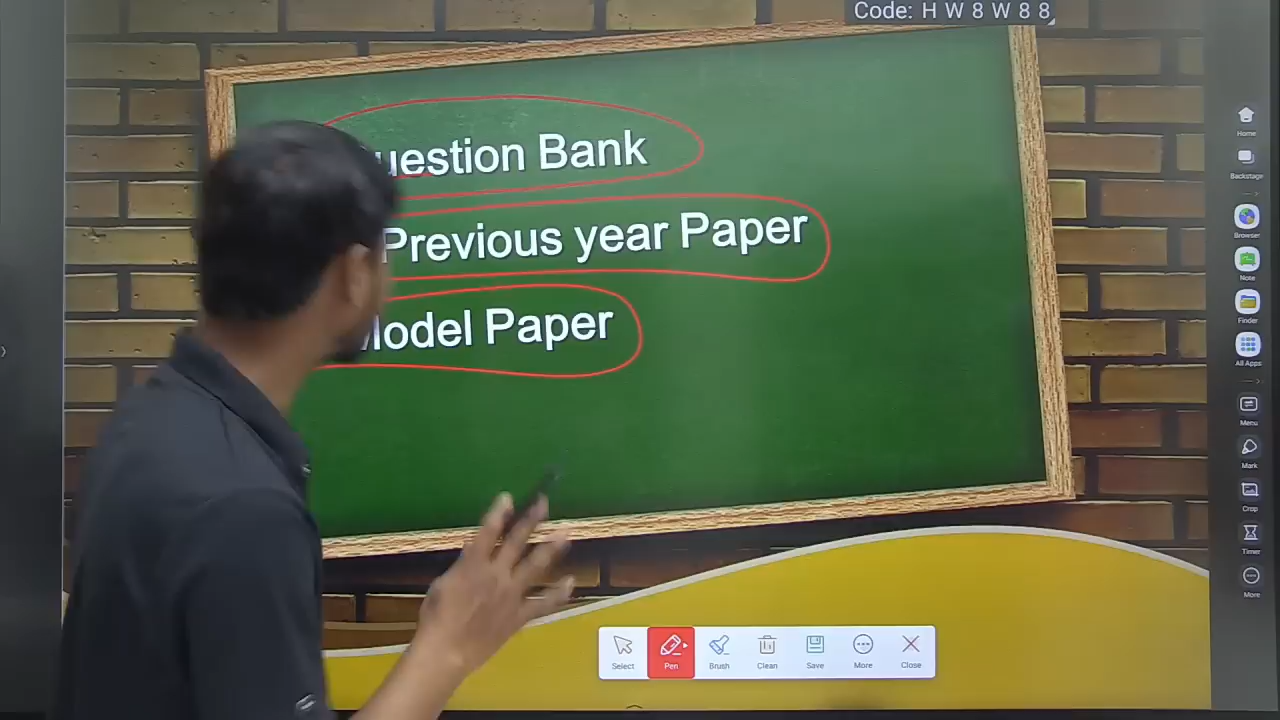 Code: H W 8 W 8 8
uestion Bank
Previous year Paper
Model Paper
Home
Backstage
Browser
Note
Finder
All Apps
Menu
Mark
Crop
Timer
More
Select
Pen
Brush
Clean
Save
More
Close